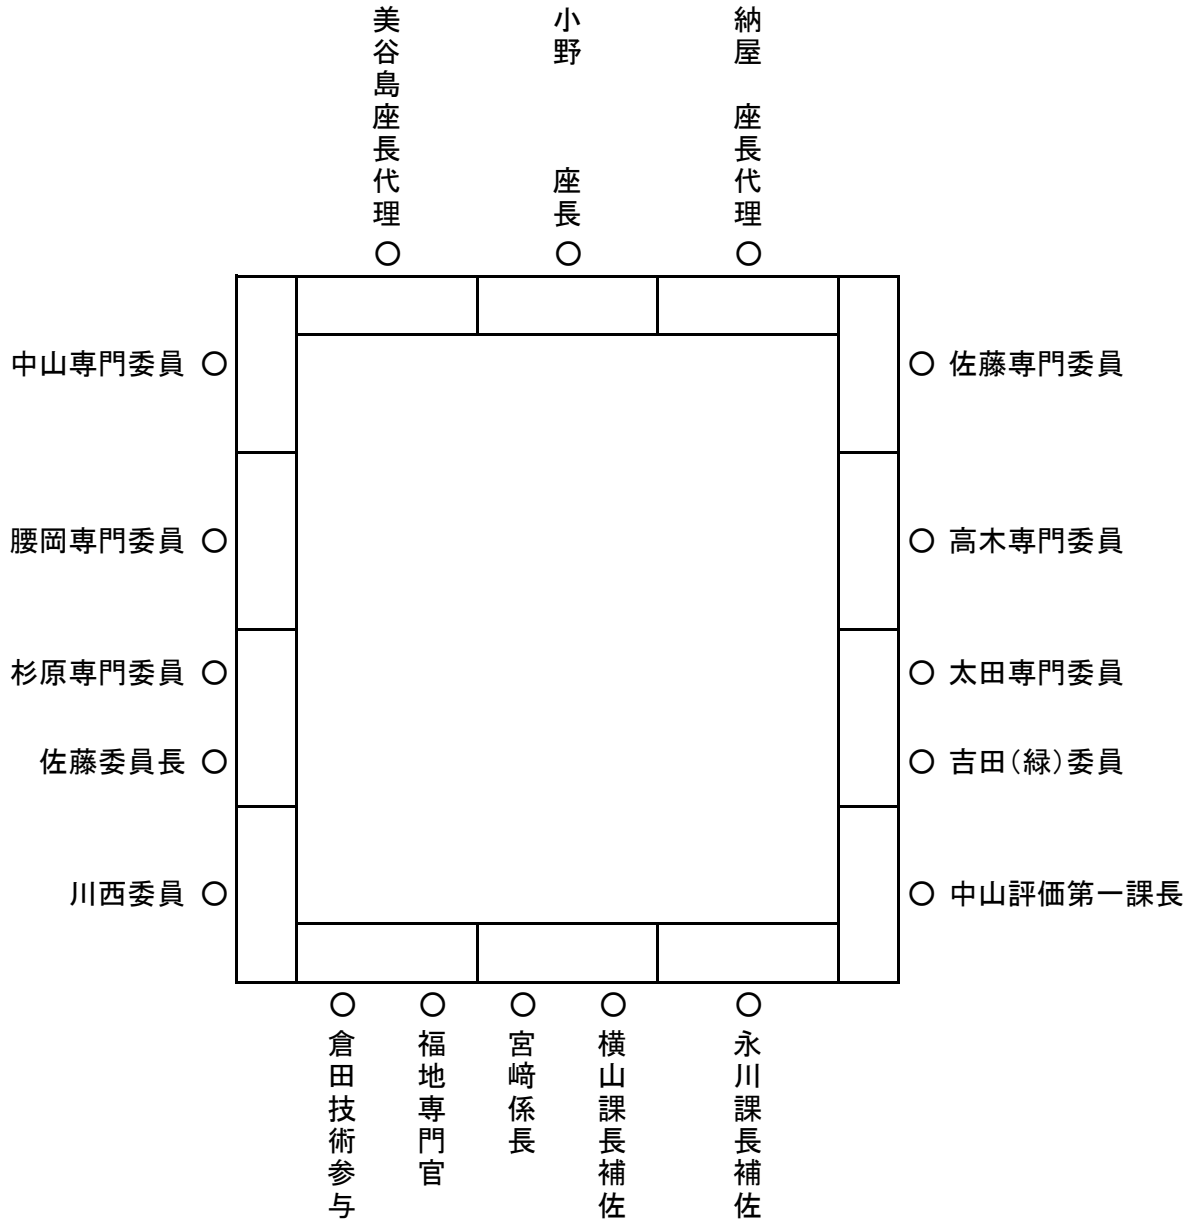 美谷島座長代理
小野 座長
納屋 座長代理
中山専門委員 ○
○ 佐藤専門委員
腰岡専門委員 ○
○ 高木専門委員
杉原専門委員 ○
○ 太田専門委員
佐藤委員長 ○
○ 吉田(緑)委員
川西委員 ○
○ 中山評価第一課長
倉田技術参与
福地専門官
宮﨑係長
横山課長補佐
永川課長補佐